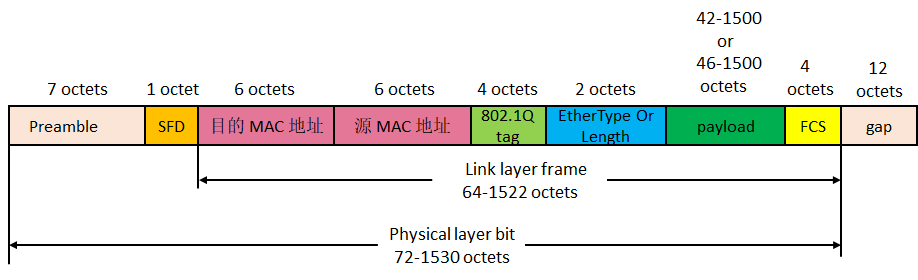 42-1500
or
46-1500
octets
7 octets
1 octet
6 octets
6 octets
4 octets
2 octets
4
octets
12
octets
Preamble
SFD
目的 MAC 地址
源 MAC 地址
802.1Q
tag
EtherType Or
Length
payload
FCS
gap
Link layer frame
64-1522 octets
Physical layer bit
72-1530 octets